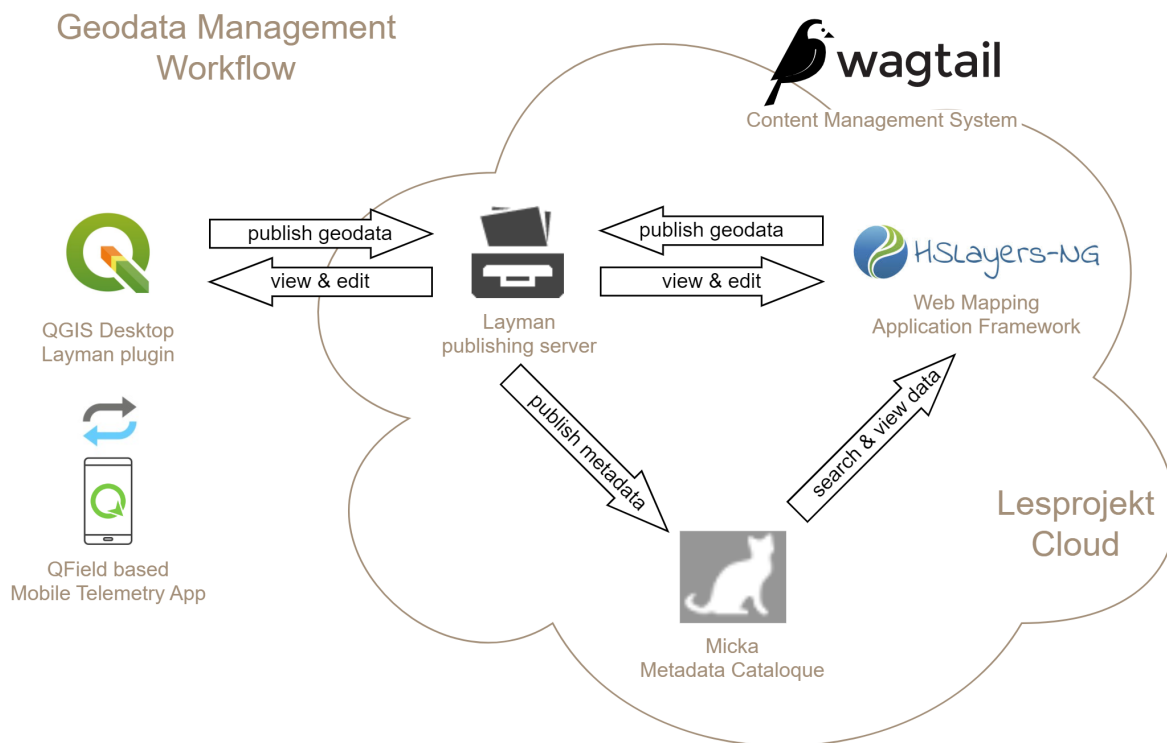 Geodata Management
Workflow
wagtail
Content Management System
publish geodata
publish geodata
view & edit
view & edit
HSLayers-NG
QGIS Desktop
Layman plugin
Layman
publishing server
Web Mapping
Application Framework
publish metadata
search & view data
Lesprojekt
Cloud
QField based
Mobile Telemetry App
Micka
Metadata Cataloque